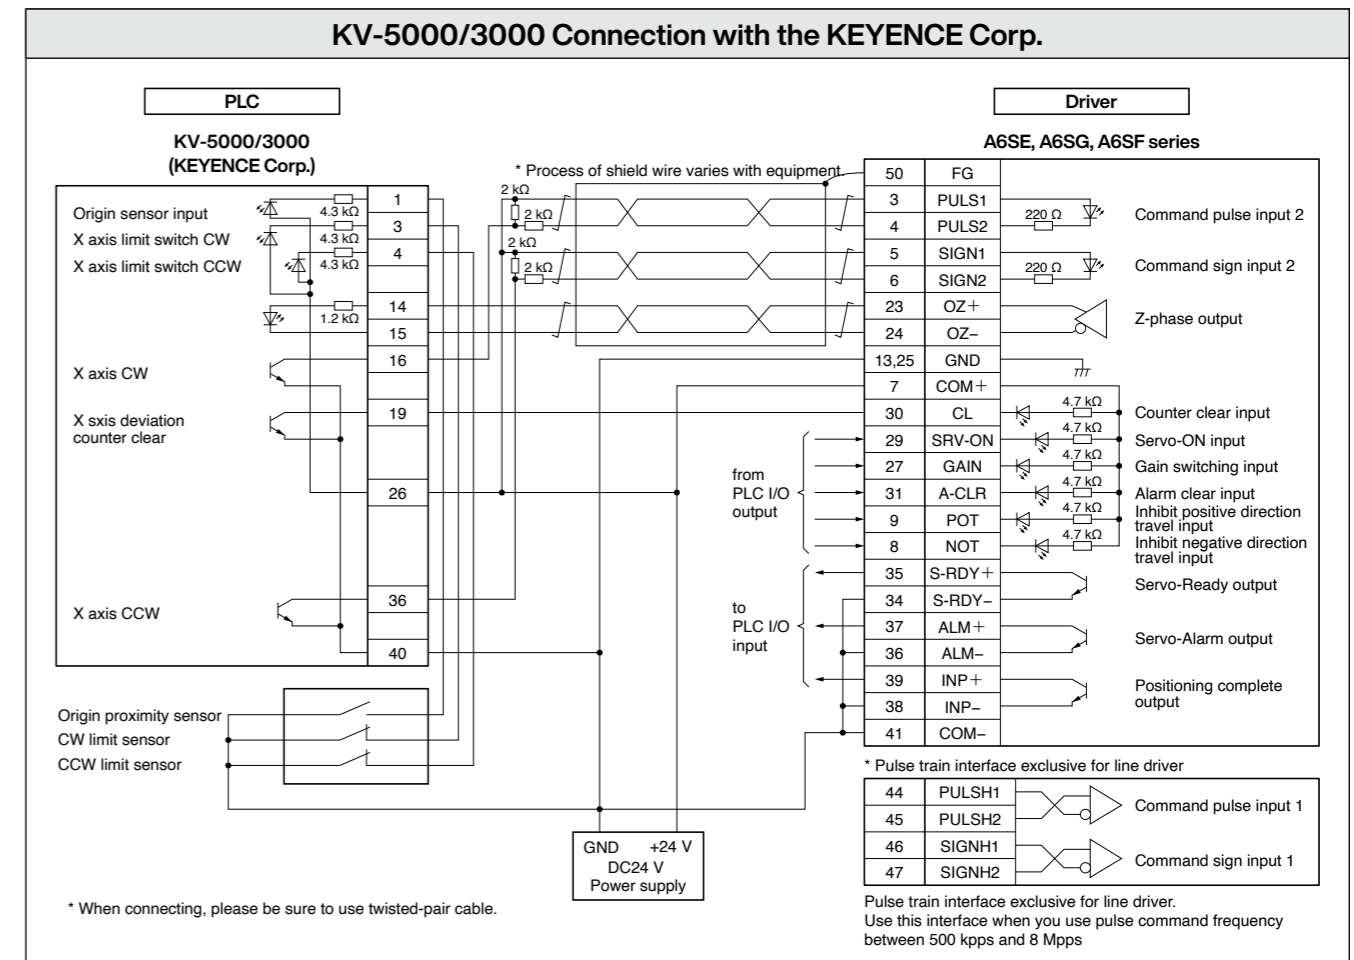 KV-5000/3000 Connection with the KEYENCE Corp.
PLC
KV-5000/3000
(KEYENCE Corp.)
Origin sensor input
X axis limit switch CW
X axis limit switch CCW
X axis CW
X sxis deviation
counter clear
X axis CCW
4.3 kΩ
4.3 kΩ
4.3 kΩ
1.2 kΩ
1
3
4
14
15
16
19
26
36
40
Origin proximity sensor
CW limit sensor
CCW limit sensor
* Process of shield wire varies with equipment.
2 kΩ
2 kΩ
2 kΩ
2 kΩ
from
PLC I/O
output
to
PLC I/O
input
GND +24 V
DC24 V
Power supply
* When connecting, please be sure to use twisted-pair cable.
Driver
A6SE, A6SG, A6SF series
50 FG
3 PULS1
4 PULS2
220 Ω
Command pulse input 2
5 SIGN1
6 SIGN2
220 Ω
Command sign input 2
23 OZ+
24 OZ−
Z-phase output
13,25 GND
7 COM+
30 CL 4.7 kΩ Counter clear input
29 SRV-ON 4.7 kΩ Servo-ON input
27 GAIN 4.7 kΩ Gain switching input
31 A-CLR 4.7 kΩ Alarm clear input
9 POT 4.7 kΩ Inhibit positive direction
travel input
8 NOT 4.7 kΩ Inhibit negative direction
travel input
35 S-RDY+
34 S-RDY−
Servo-Ready output
37 ALM+
36 ALM−
Servo-Alarm output
39 INP+
38 INP−
Positioning complete
output
41 COM−
* Pulse train interface exclusive for line driver
44 PULSH1
45 PULSH2
Command pulse input 1
46 SIGNH1
47 SIGNH2
Command sign input 1
Pulse train interface exclusive for line driver.
Use this interface when you use pulse command frequency
between 500 kpps and 8 Mpps